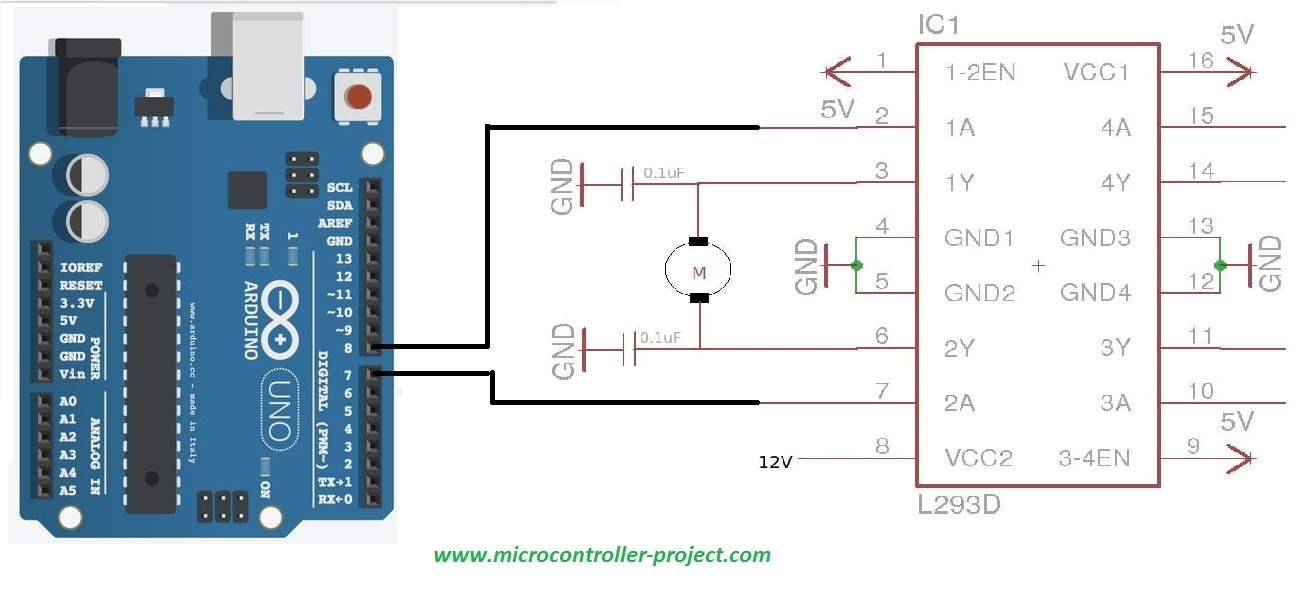 SCL
SDA
AREF
GND
13
12
~11
~10
~9
8
7
6
5
4
3
2
TX→1
RX←0
DIGITAL (PWM~)
RX
TX
1
ARDUINO
UNO
ON
www.arduino.cc - made in Italy
IOREF
RESET
3.3V
5V
GND
GND
Vin
POWER
A0
A1
A2
A3
A4
A5
ANALOG IN
GND
0.1uF
M
GND
0.1uF
IC1
5V
1 1-2EN VCC1 16
5V
2 1A 4A 15
3 1Y 4Y 14
4 GND1 GND3 13
GND
GND
5 GND2 GND4 12
6 2Y 3Y 11
7 2A 3A 10
5V
12V 8 VCC2 3-4EN 9
L293D
www.microcontroller-project.com